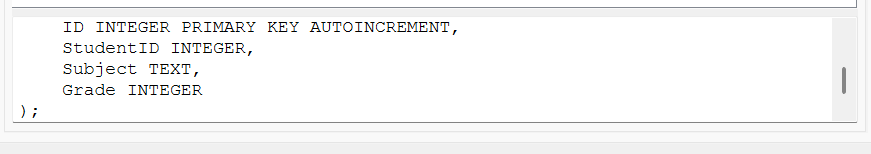 ID INTEGER PRIMARY KEY AUTOINCREMENT,
StudentID INTEGER,
Subject TEXT,
Grade INTEGER
);